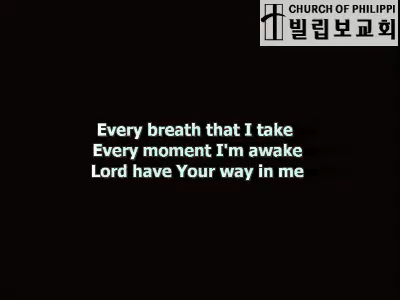 CHURCH OF PHILIPPI
빌립보교회
Every breath that I take
Every moment I'm awake
Lord have Your way in me